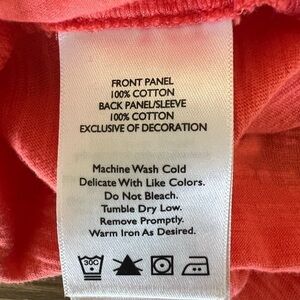 FRONT PANEL
100% COTTON
BACK PANEL/SLEEVE
100% COTTON
EXCLUSIVE OF DECORATION
Machine Wash Cold
Delicate With Like Colors.
Do Not Bleach.
Tumble Dry Low.
Remove Promptly.
Warm Iron As Desired.
30C